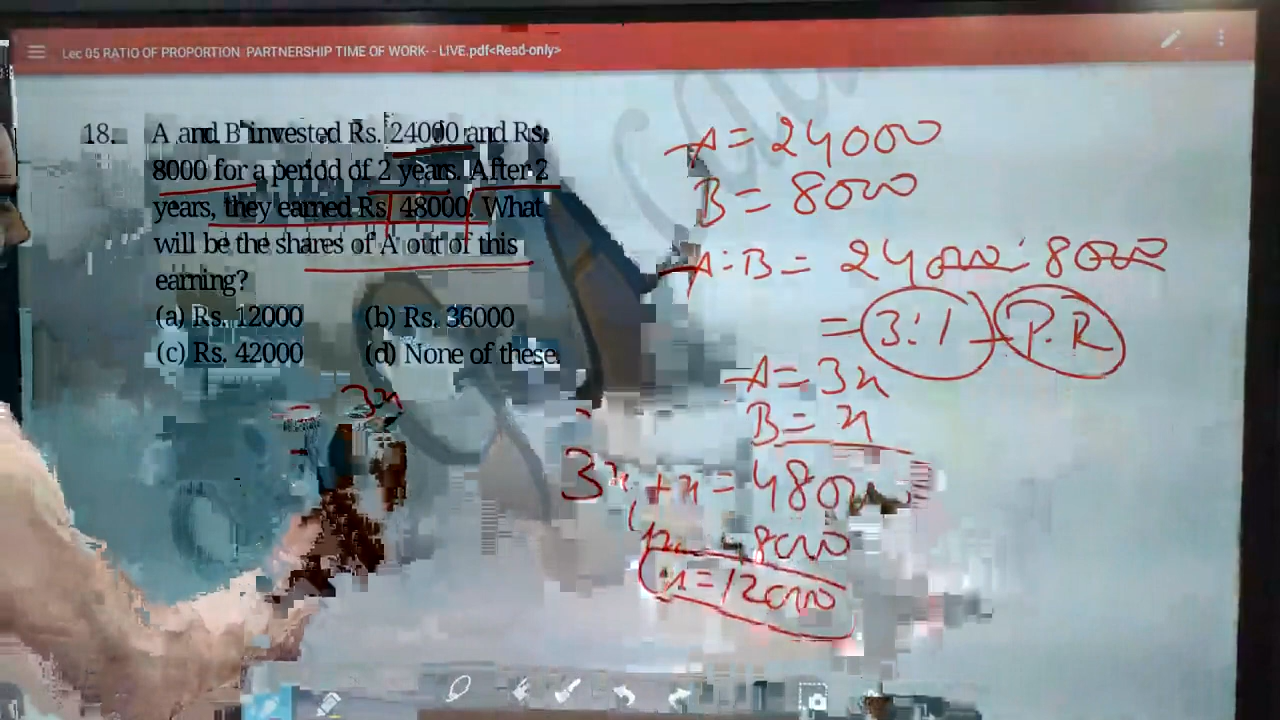 Lec 05 RATIO OF PROPORTION PARTNERSHIP TIME OF WORK-- LIVE.pdf<Read-only>
18. A and B invested Rs. 24000 and Rs.
8000 for a period of 2 years. After 2
years, they earned Rs. 48000. What
will be the shares of A out of this
earning?
(a) Rs. 12000 (b) Rs. 36000
(c) Rs. 42000 (d) None of these.
= 3x
A = 24000
B = 8000
A:B = 24000:8000
= 3:1 P.R
A = 3x
B = x
3x + x = 48000
x = 12000